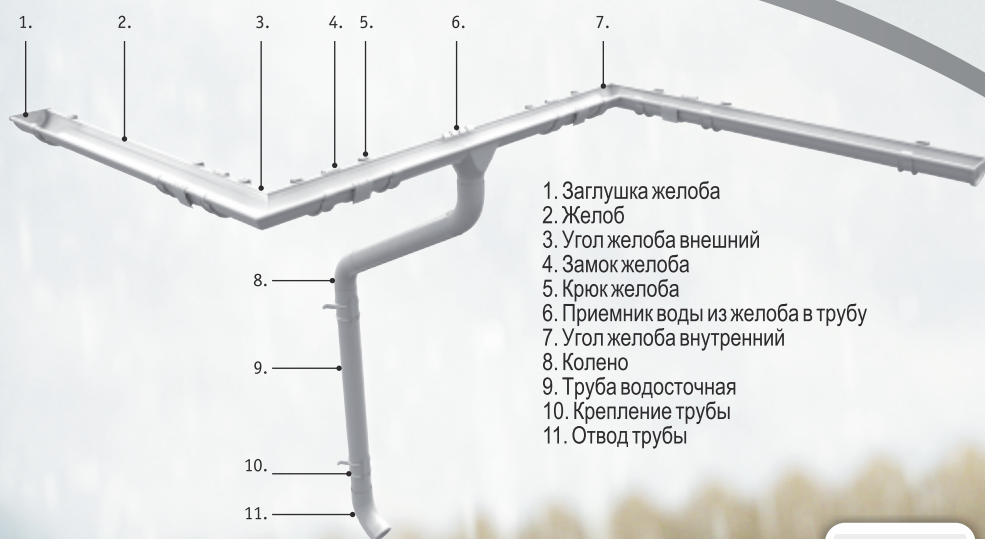 1. 2. 3. 4. 5. 6. 7.
1. Заглушка желоба
2. Желоб
3. Угол желоба внешний
4. Замок желоба
5. Крюк желоба
6. Приемник воды из желоба в трубу
7. Угол желоба внутренний
8. Колено
9. Труба водосточная
10. Крепление трубы
11. Отвод трубы
8.
9.
10.
11.